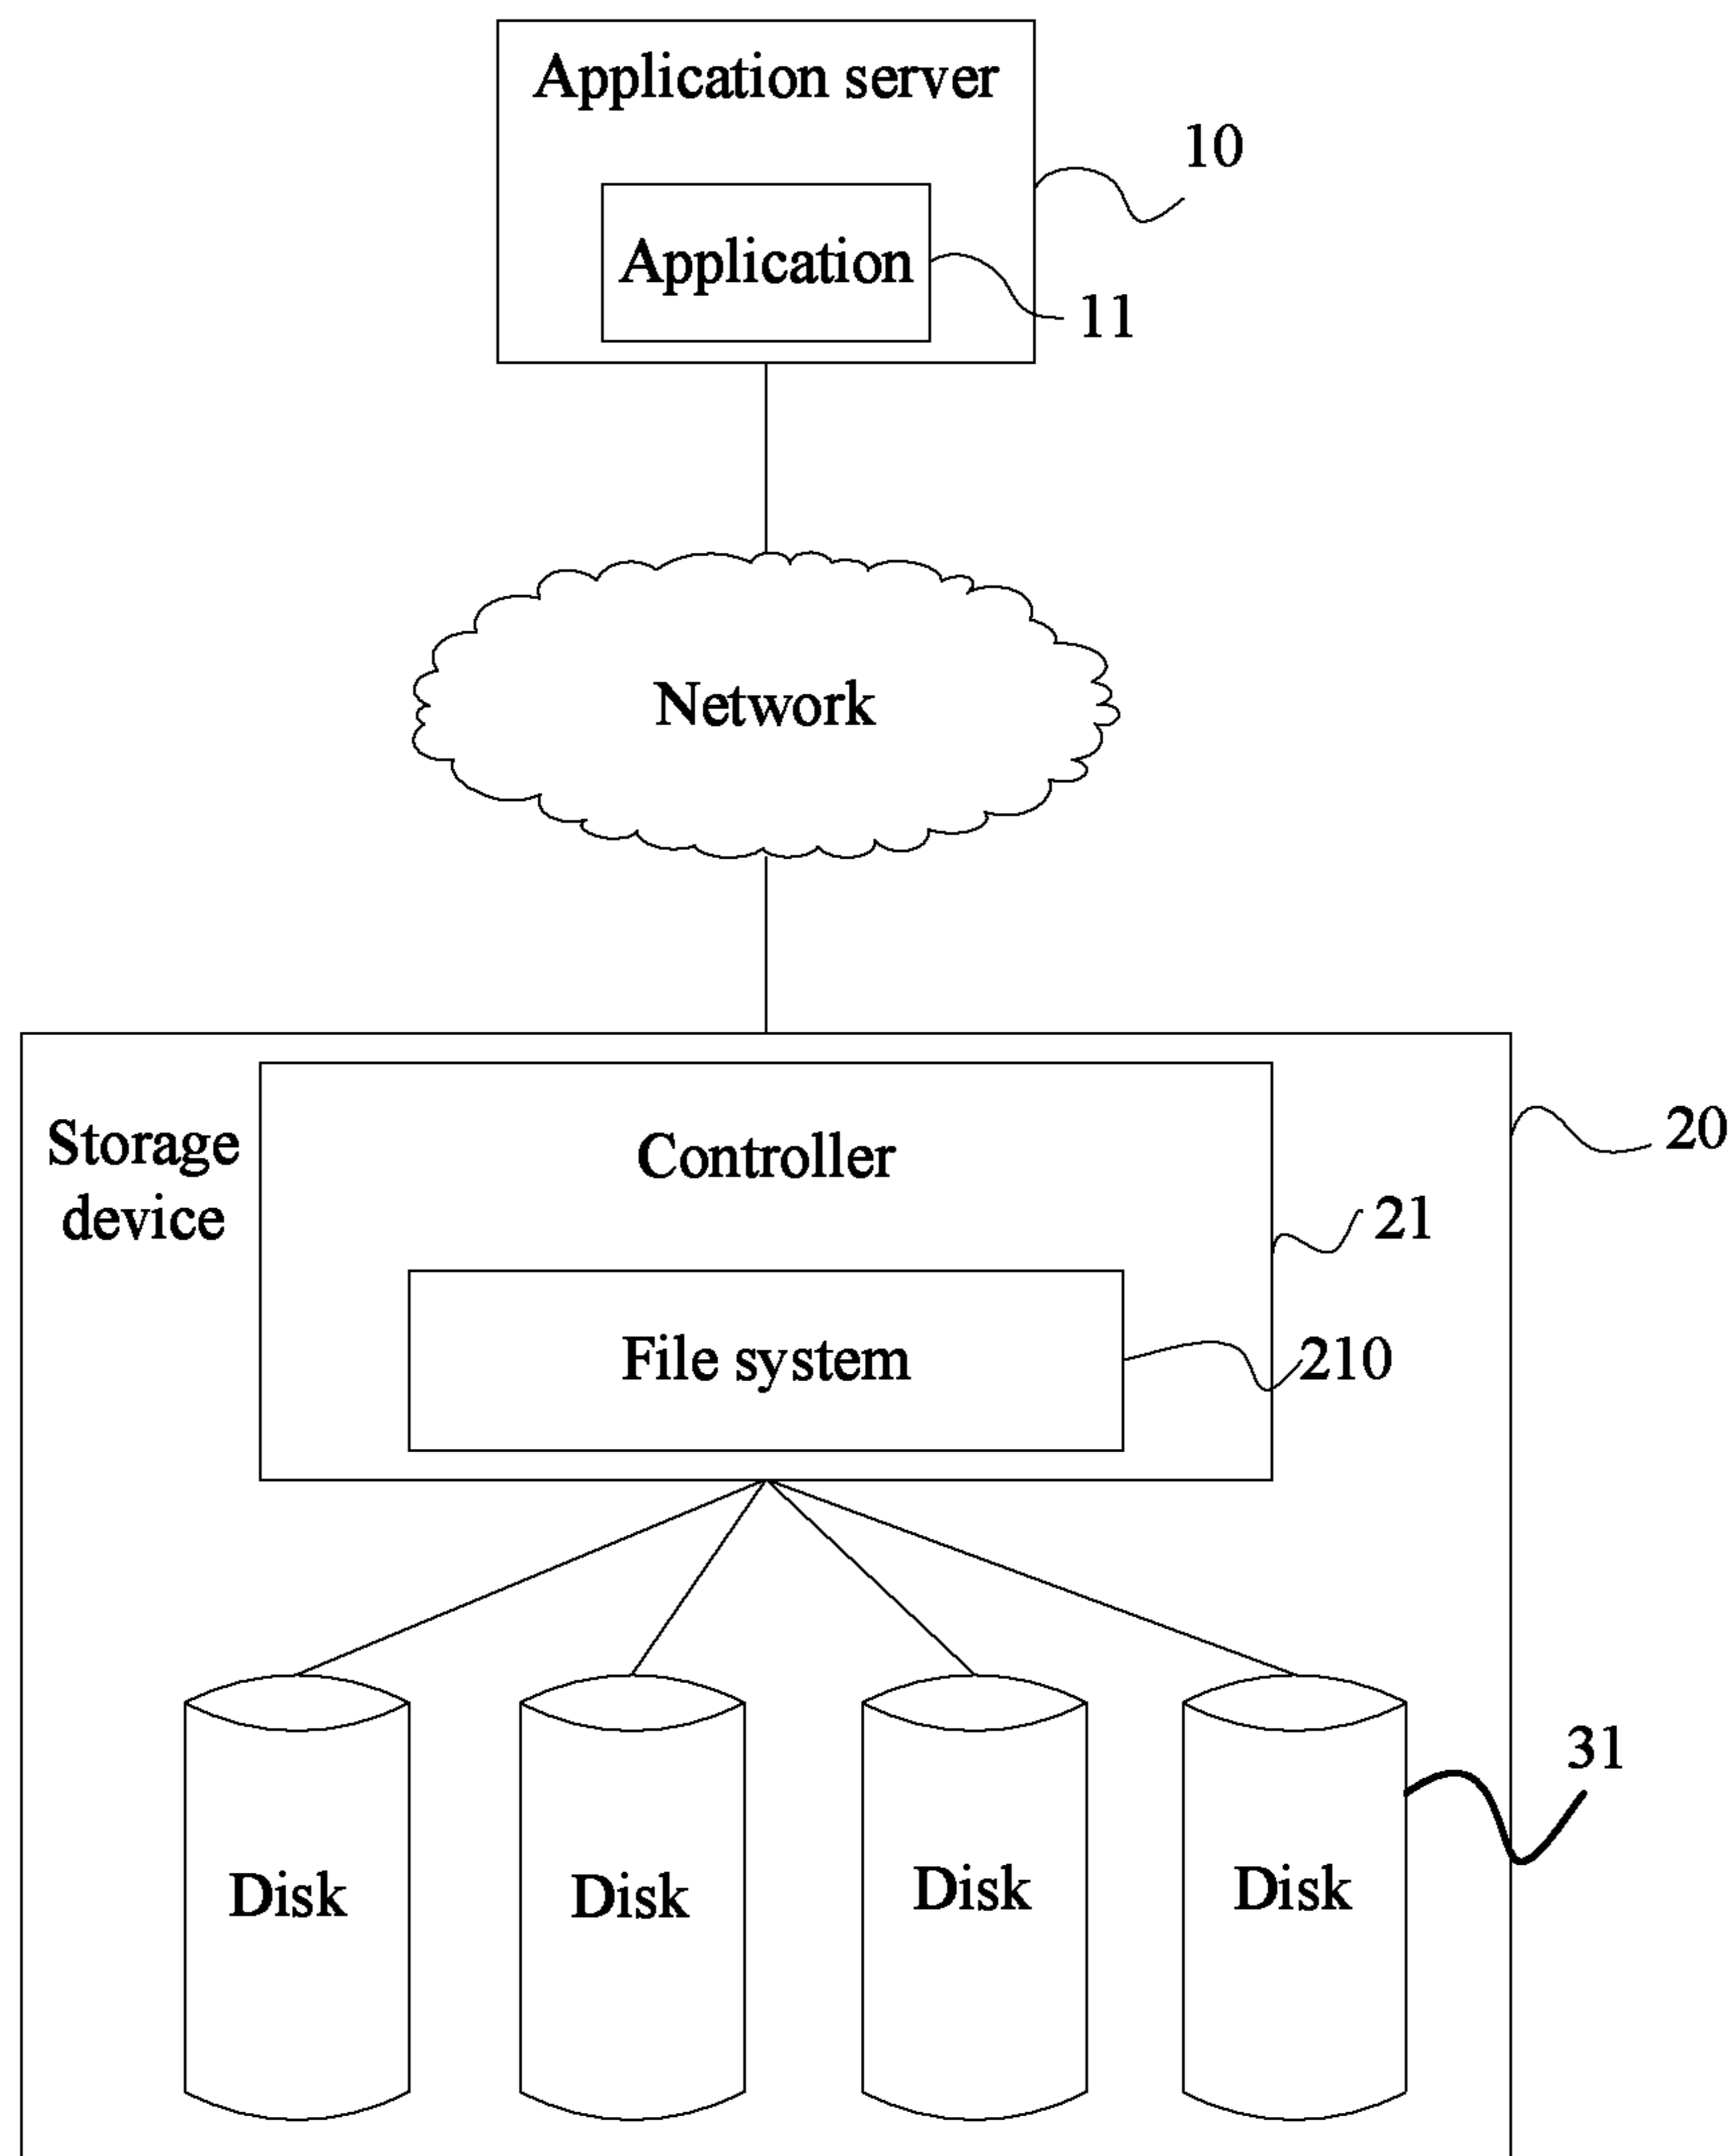 Application server
10
Application
11
Network
Storage
device
Controller
20
21
File system
210
31
Disk
Disk
Disk
Disk